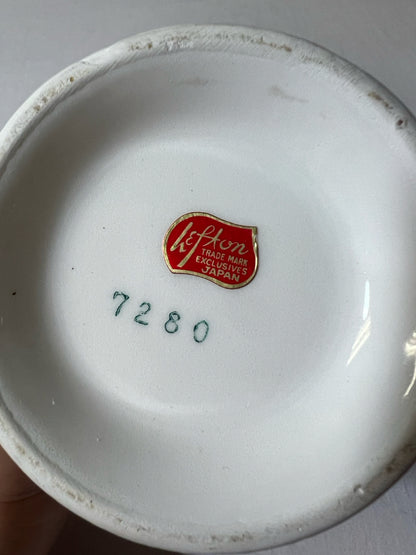 Lefton
TRADE MARK
EXCLUSIVES
JAPAN
7280